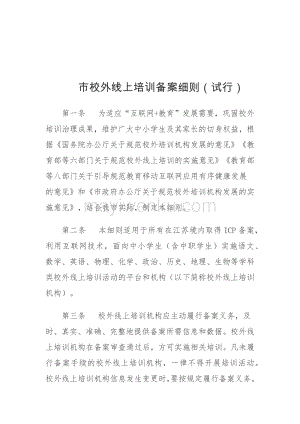 市校外线上培训备案细则（试行）
第一条 为适应“互联网+教育”发展需要，巩固校外
培训治理成果，维护广大中小学生及其家长的切身权益，根
据《国务院办公厅关于规范校外培训机构发展的意见》《教
育部等六部门关于规范校外线上培训的实施意见》《教育部
等八部门关于引导规范教育移动互联网应用有序健康发展
的意见》和《市政府办公厅关于规范校外培训机构发展的实
施意见》，结合我市实际，制定本细则。
第二条 本细则适用于所有在江苏境内取得 ICP 备案，
利用互联网技术，面向中小学生（含中职学生）实施语文、
数学、英语、物理、化学、政治、历史、地理、生物等学科
类校外线上培训活动的平台和机构（以下简称校外线上培训
机构）。
第三条 校外线上培训机构应主动履行备案义务，及
时、真实、准确、完整地提供备案所需信息和数据。校外线
上培训机构在备案审查通过后，方可实施相关培训。凡未履
行备案手续的校外线上培训机构，一律不得开展培训活动。
校外线上培训机构信息发生变更时，要按规定履行备案义务。